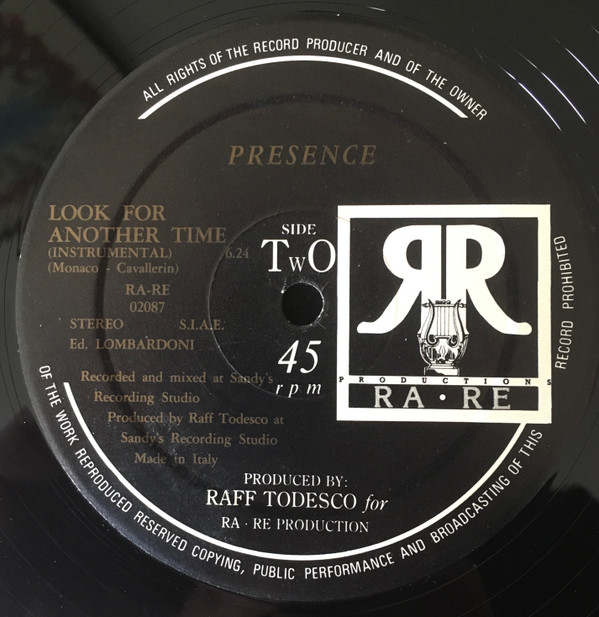 ALL RIGHTS OF THE RECORD PRODUCER AND OF THE OWNER
PRESENCE
LOOK FOR
ANOTHER TIME
(INSTRUMENTAL) 6.24
(Monaco - Cavallerin)
RA-RE
02087
STEREO S.I.A.E.
Ed. LOMBARDONI
SIDE
TwO
45
rpm
RR
PRODUCTIONS
RA · RE
Recorded and mixed at Sandy's
Recording Studio
Produced by Raff Todesco at
Sandy's Recording Studio
Made in Italy
PRODUCED BY:
RAFF TODESCO for
RA · RE PRODUCTION
OF THE WORK REPRODUCED RESERVED COPYING, PUBLIC PERFORMANCE AND BROADCASTING OF THIS
RECORD PROHIBITED